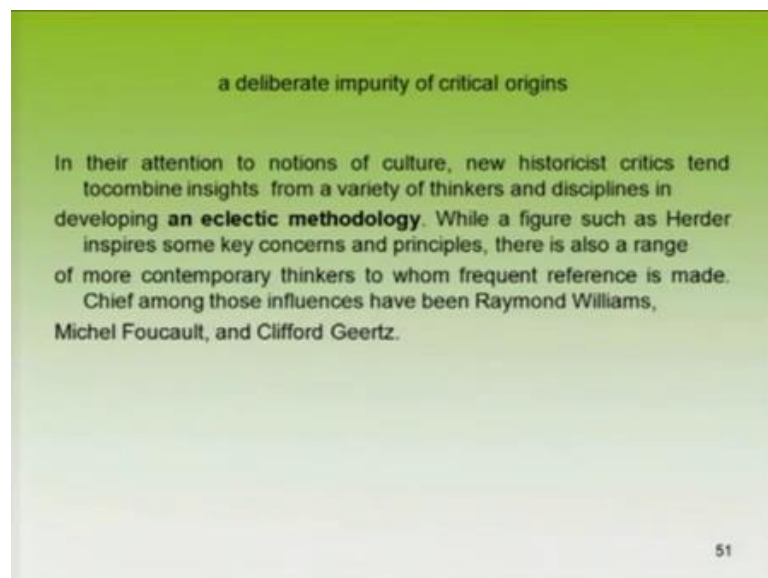 a deliberate impurity of critical origins
In their attention to notions of culture, new historicist critics tend
tocombine insights from a variety of thinkers and disciplines in
developing an eclectic methodology. While a figure such as Herder
inspires some key concerns and principles, there is also a range
of more contemporary thinkers to whom frequent reference is made.
Chief among those influences have been Raymond Williams,
Michel Foucault, and Clifford Geertz.
51